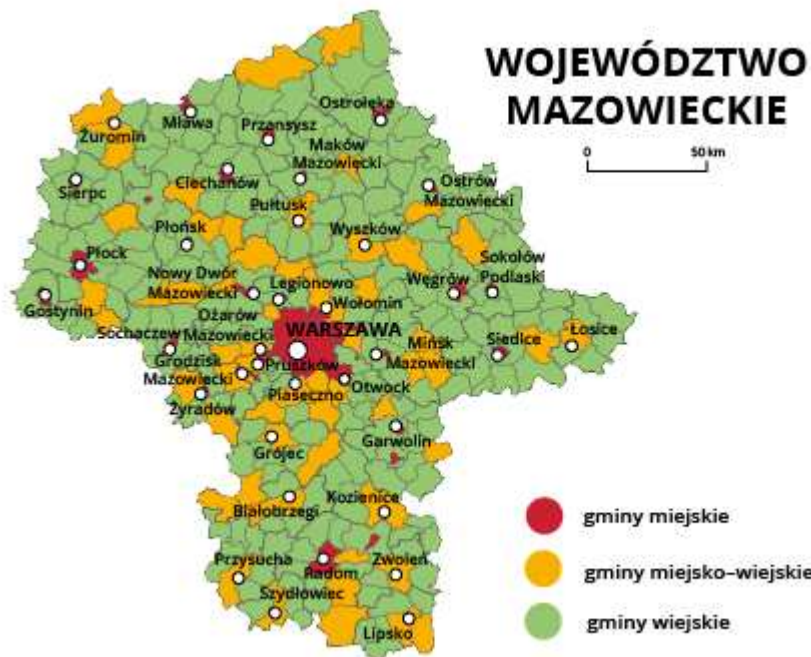 WOJEWÓDZTWO
MAZOWIECKIE
0 50 km
Ostrołęka
Mława
Żuromin
Przansysz
Maków
Mazowiecki
Ciechanów
Ostrów
Mazowiecki
Sierpc
Pułtusk
Płońsk
Wyszków
Sokołów
Podlaski
Płock
Nowy Dwór
Mazowiecki
Legionowo
Węgrów
Gostynin
Wołomin
Ożarów
Mazowiecki
Sochaczew
WARSZAWA
Mińsk
Mazowiecki
Siedlce
Łosice
Grodzisk
Mazowiecki
Pruszków
Piaseczno
Otwock
Żyradów
Garwolin
Grójec
Białobrzegi
Kozienice
gminy miejskie
Przysucha
Radom
Zwoleń
gminy miejsko–wiejskie
Szydłowiec
Lipsko
gminy wiejskie